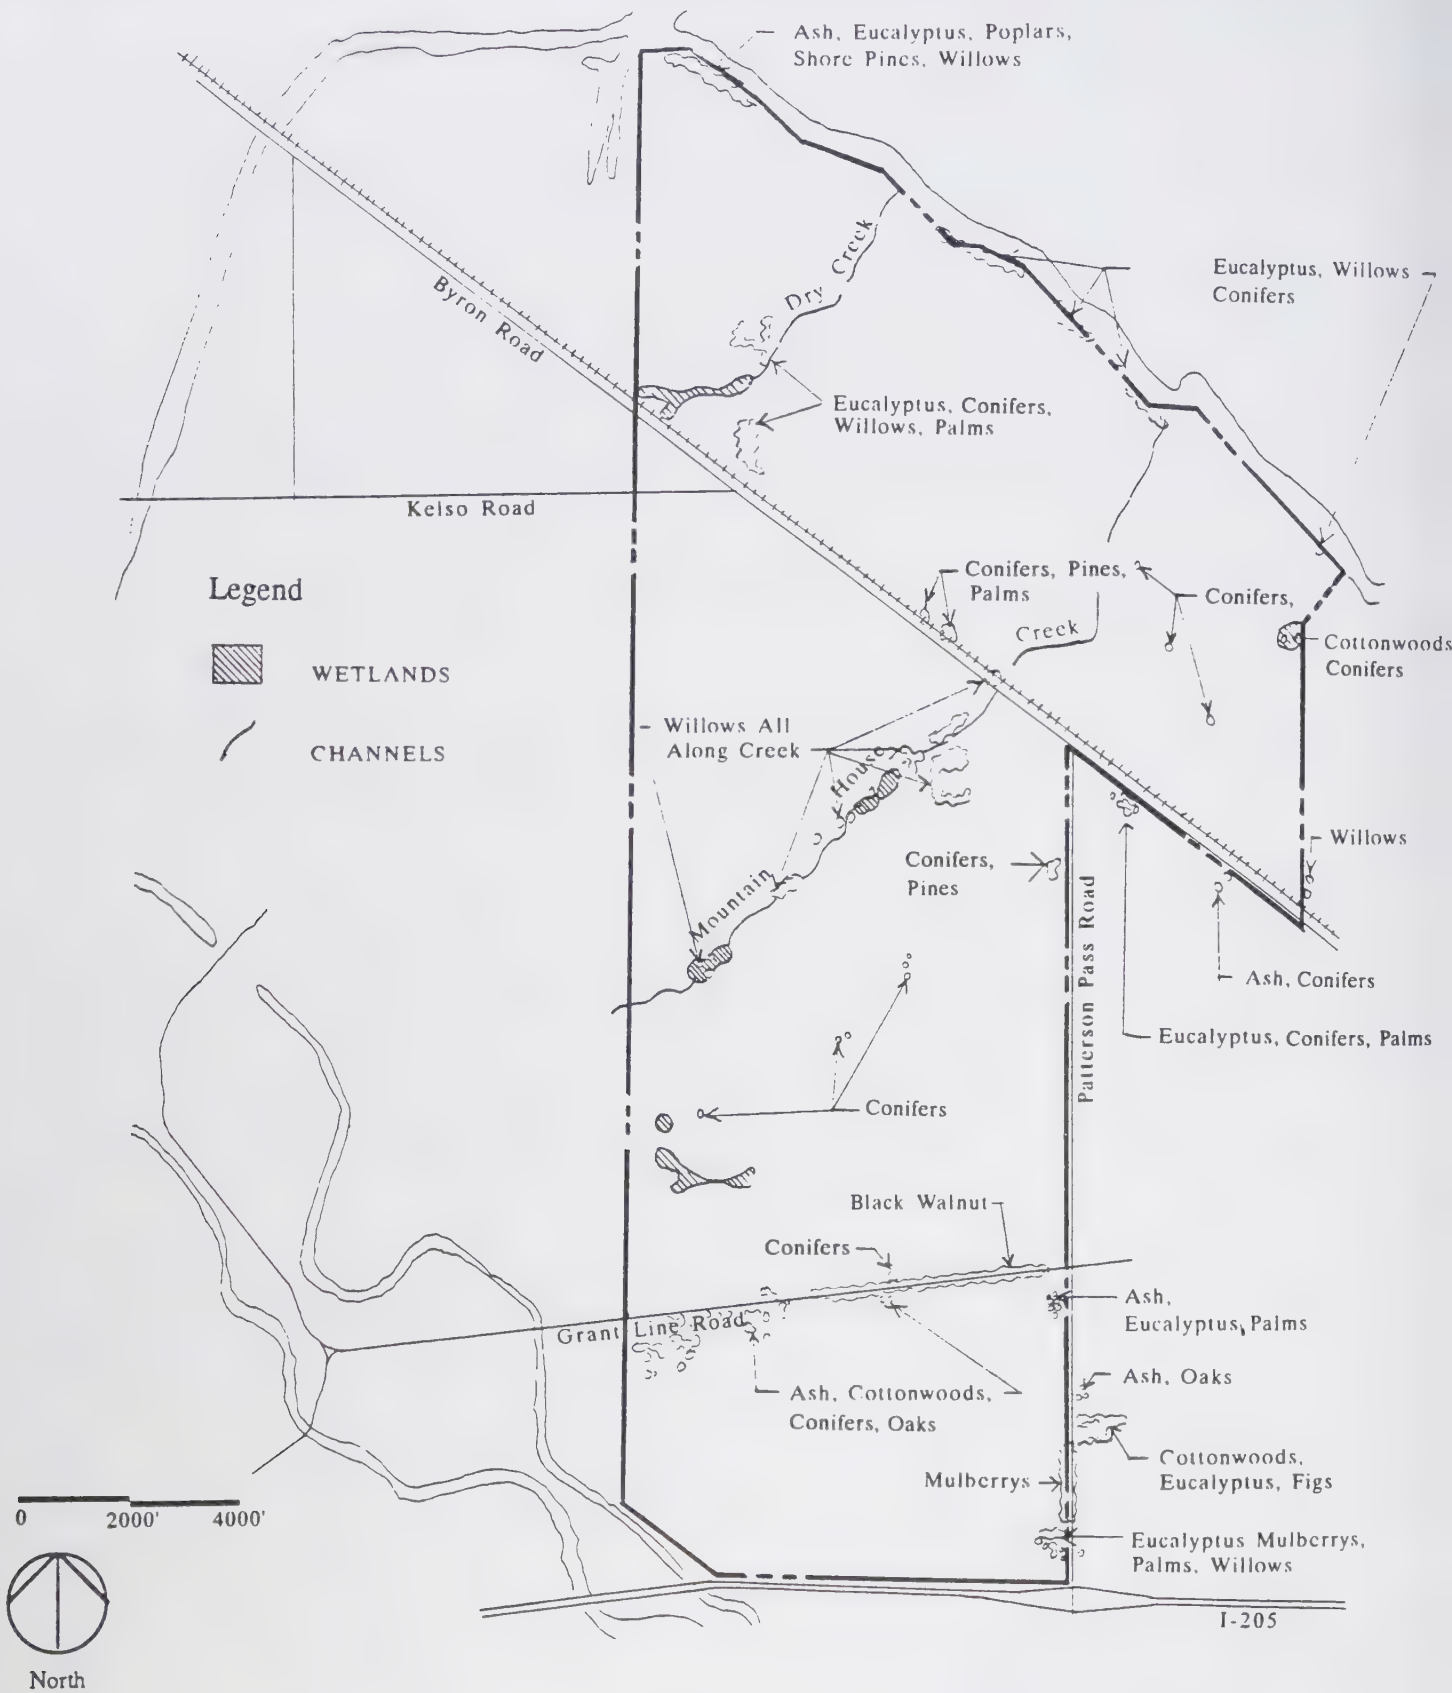 Ash, Eucalyptus, Poplars,
Shore Pines, Willows
Dry Creek
Byron Road
Eucalyptus, Willows
Conifers
Eucalyptus, Conifers,
Willows, Palms
Kelso Road
Conifers, Pines,
Palms
Conifers,
Creek
Cottonwoods
Conifers
Legend
WETLANDS
CHANNELS
Willows All
Along Creek
House
Mountain
Conifers,
Pines
Patterson Pass Road
Willows
Ash, Conifers
Eucalyptus, Conifers, Palms
Conifers
Black Walnut
Conifers
Grant Line Road
Ash,
Eucalyptus, Palms
Ash, Cottonwoods,
Conifers, Oaks
Ash, Oaks
Cottonwoods,
Eucalyptus, Figs
Mulberrys
Eucalyptus Mulberrys,
Palms, Willows
I-205
0 2000' 4000'
North